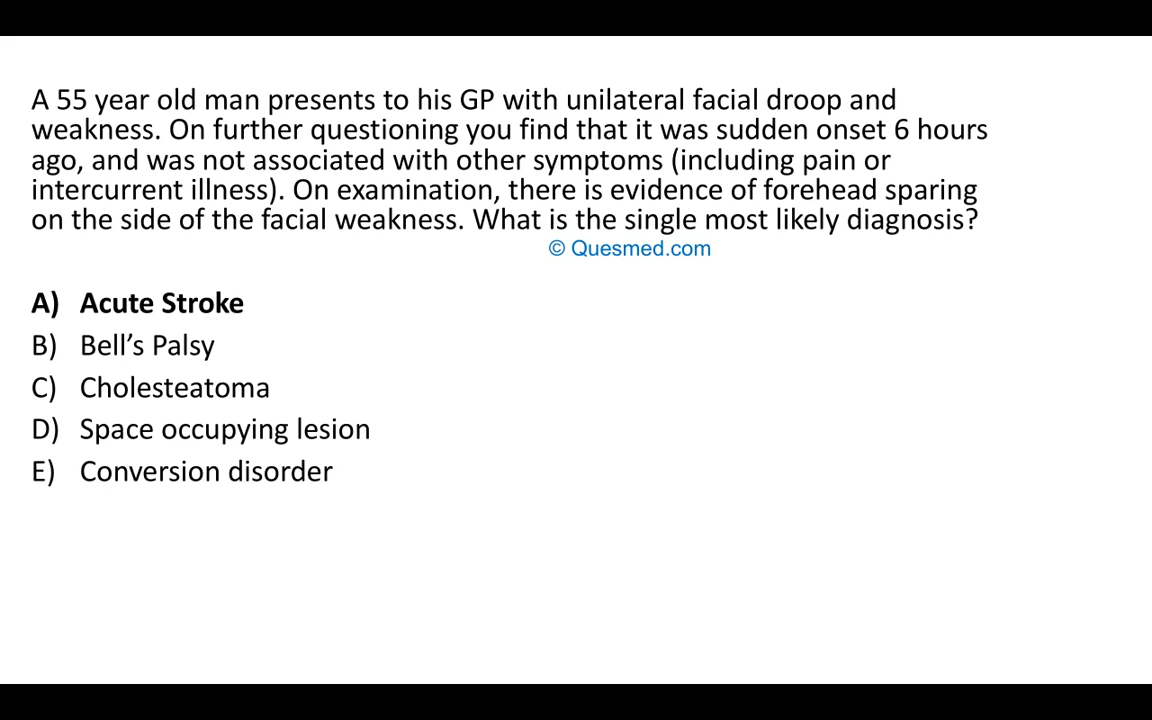 A 55 year old man presents to his GP with unilateral facial droop and
weakness. On further questioning you find that it was sudden onset 6 hours
ago, and was not associated with other symptoms (including pain or
intercurrent illness). On examination, there is evidence of forehead sparing
on the side of the facial weakness. What is the single most likely diagnosis?
© Quesmed.com
A) Acute Stroke
B) Bell’s Palsy
C) Cholesteatoma
D) Space occupying lesion
E) Conversion disorder